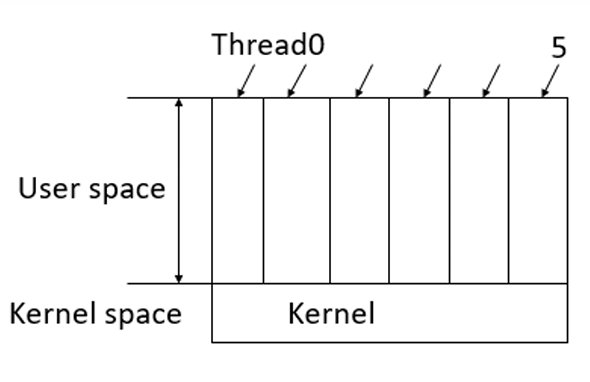 Thread0
5
User space
Kernel space
Kernel